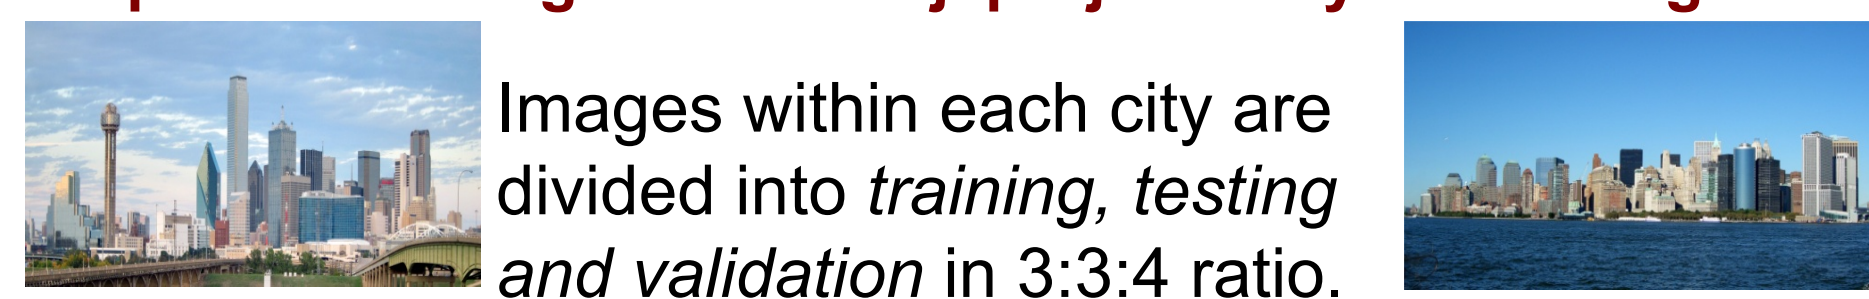 Images within each city are
divided into training, testing
and validation in 3:3:4 ratio.